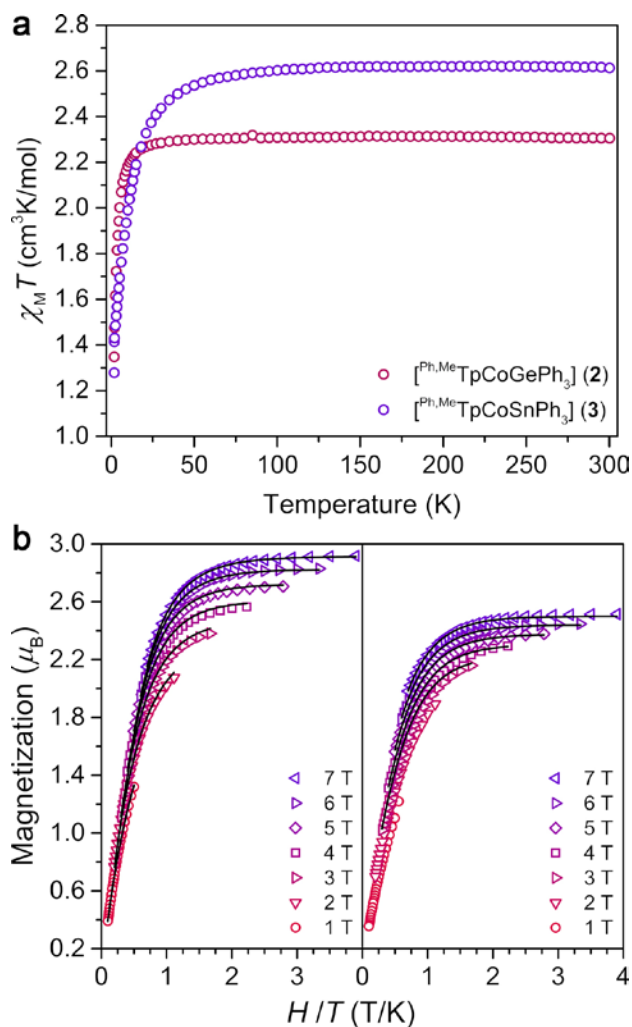 a
2.8
2.6
2.4
2.2
2.0
1.8
1.6
1.4
1.2
1.0
χMT (cm³K/mol)
[Ph,MeTpCoGePh₃] (2)
[Ph,MeTpCoSnPh₃] (3)
0 50 100 150 200 250 300
Temperature (K)
b
3.0
2.6
2.2
1.8
1.4
1.0
0.6
0.2
Magnetization (μB)
7 T 7 T
6 T 6 T
5 T 5 T
4 T 4 T
3 T 3 T
2 T 2 T
1 T 1 T
0 1 2 3 0 1 2 3 4
H/T (T/K)